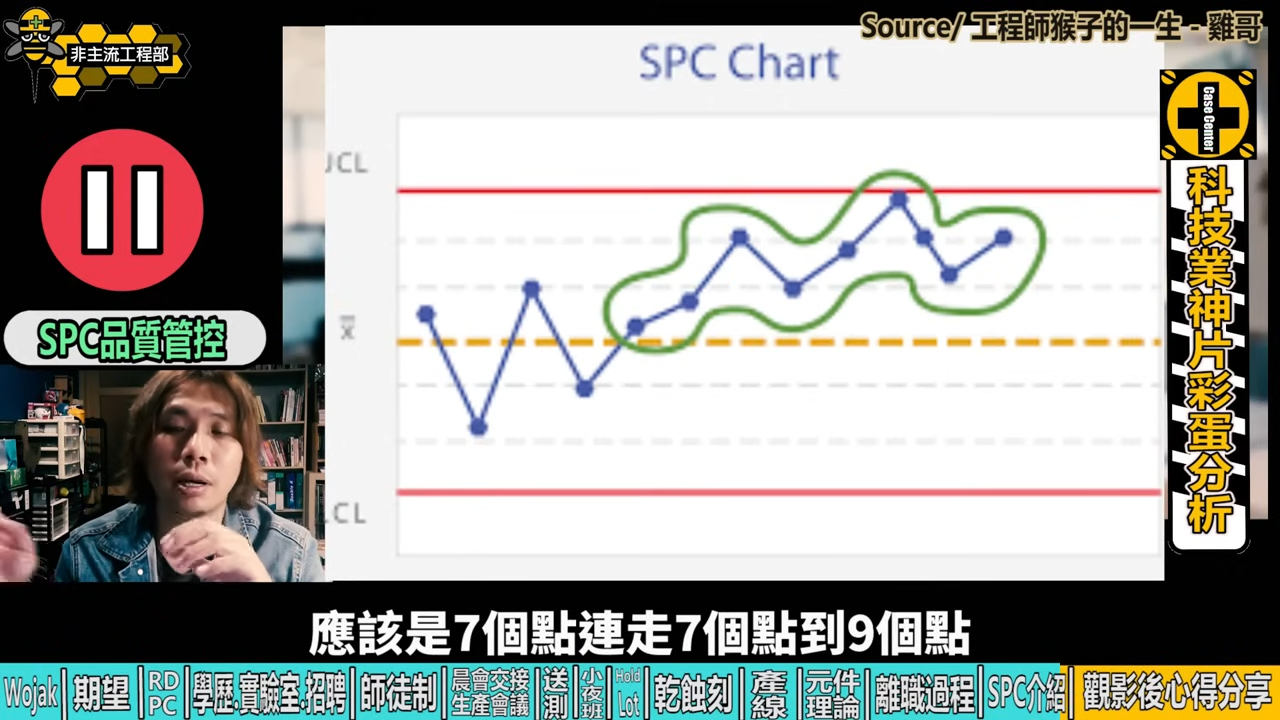 非主流工程部
Source/ 工程師猴子的一生 - 雞哥
SPC Chart
Case Center
科技業神片彩蛋分析
UCL
x̄
LCL
SPC品質管控
應該是7個點連走7個點到9個點
Wojak
期望
RD
PC
學歷.實驗室.招聘
師徒制
晨會交接
生產會議
送測
小夜班
Hold
Lot
乾蝕刻
產線
元件
理論
離職過程
SPC介紹
觀影後心得分享